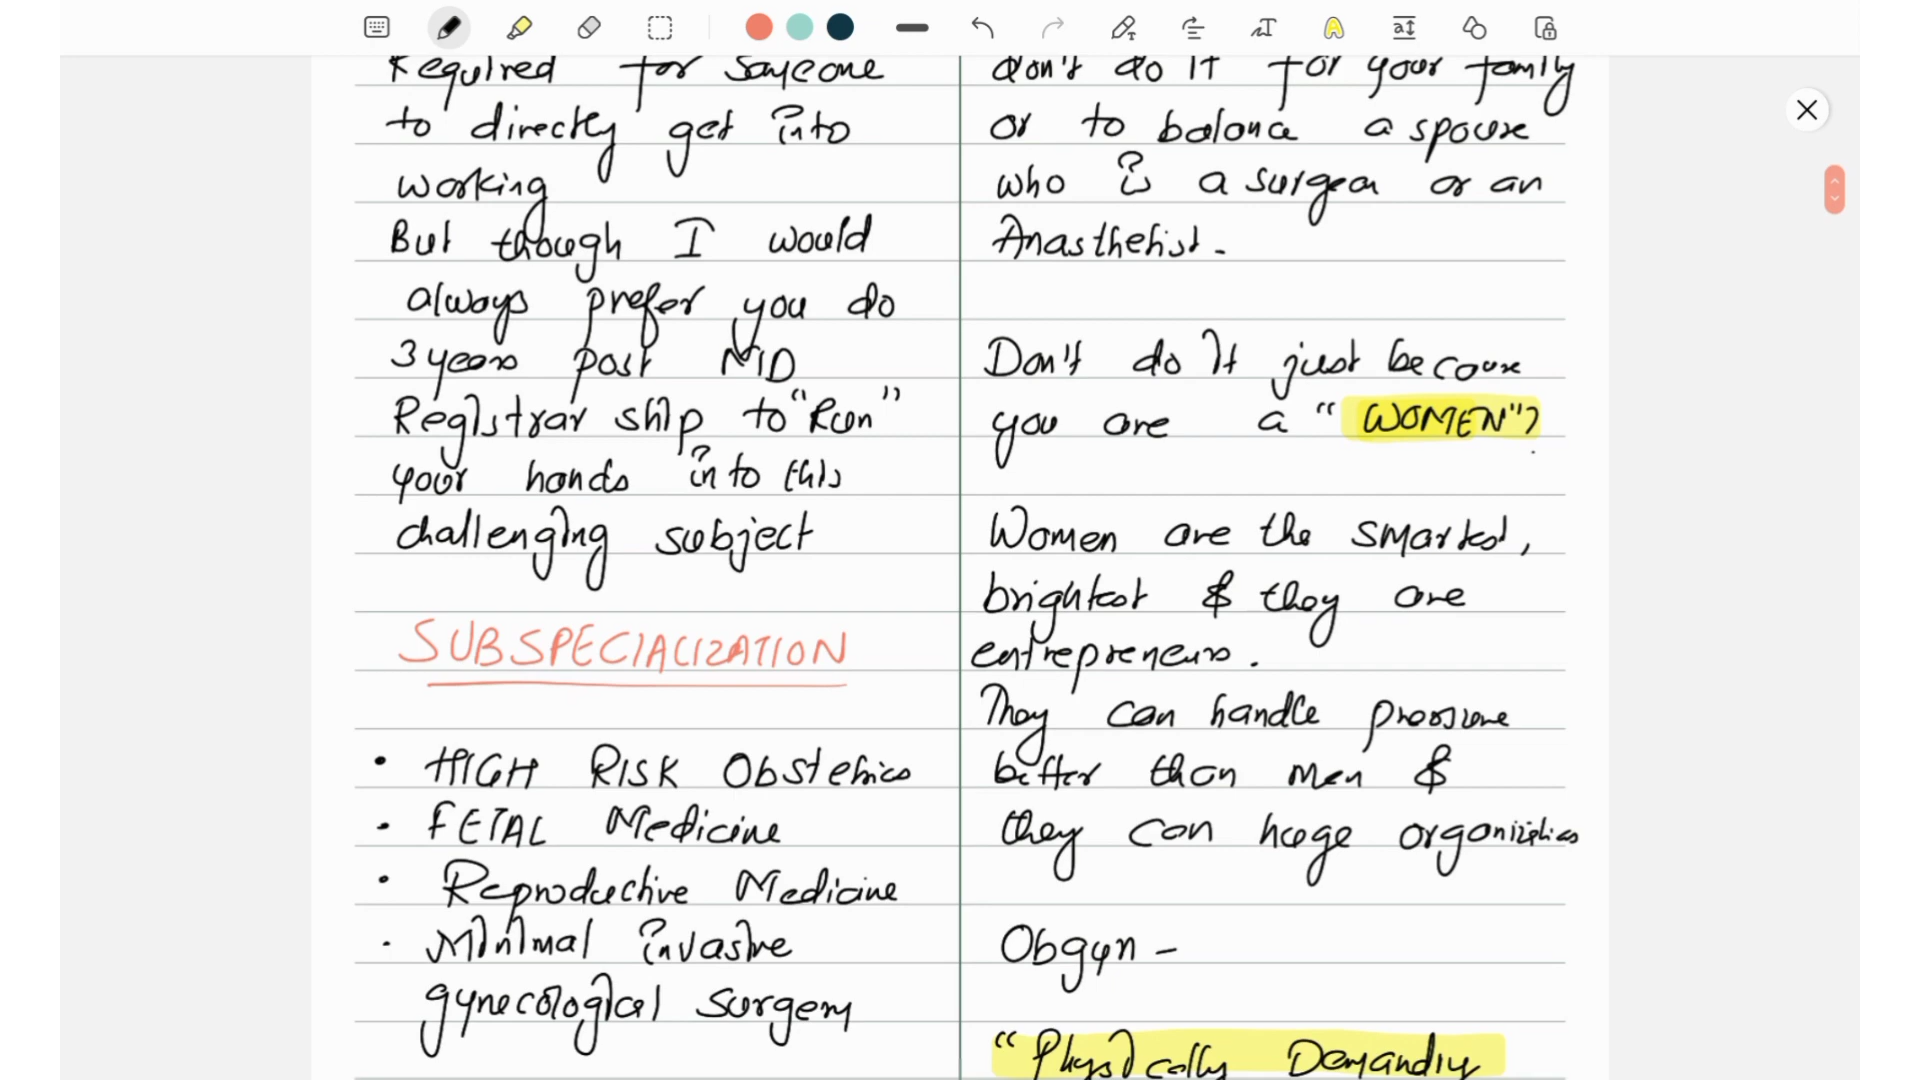 Required for someone
to directly get into
working
But though I would
always prefer you do
3 years post MD
Registrar ship to "Run"
your hands into this
challenging subject
SUBSPECIALIZATION
• HIGH RISK Obstetrics
• FETAL Medicine
• Reproductive Medicine
• Minimal invasive
gynecological surgery
don't do it for your family
or to balance a spouse
who is a surgeon or an
Anasthetist.
Don't do It just because
you are a "WOMEN"?
Women are the smartest,
brightest & they are
entrepreneurs.
They can handle pressure
better than men &
they can huge organizations
Obgyn -
"Physically Demanding